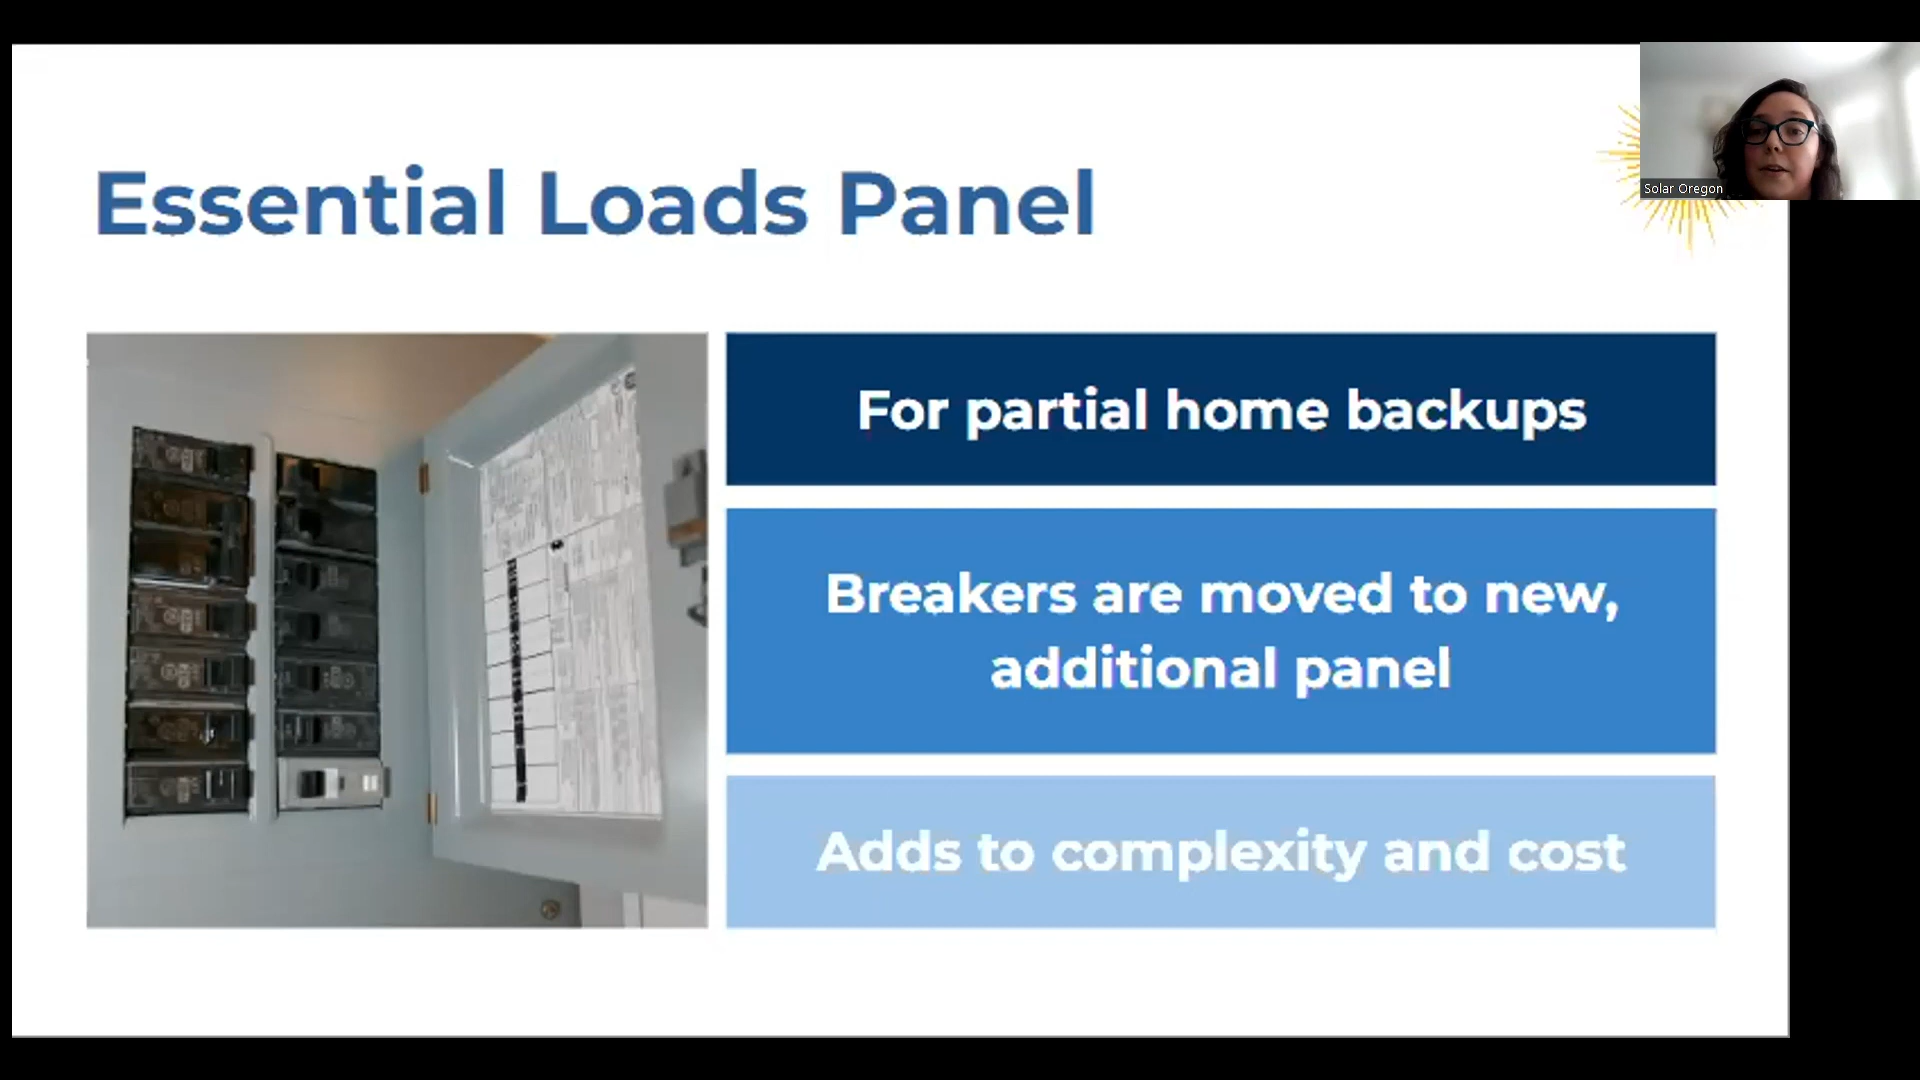 Essential Loads Panel
Solar Oregon
For partial home backups
Breakers are moved to new,
additional panel
Adds to complexity and cost